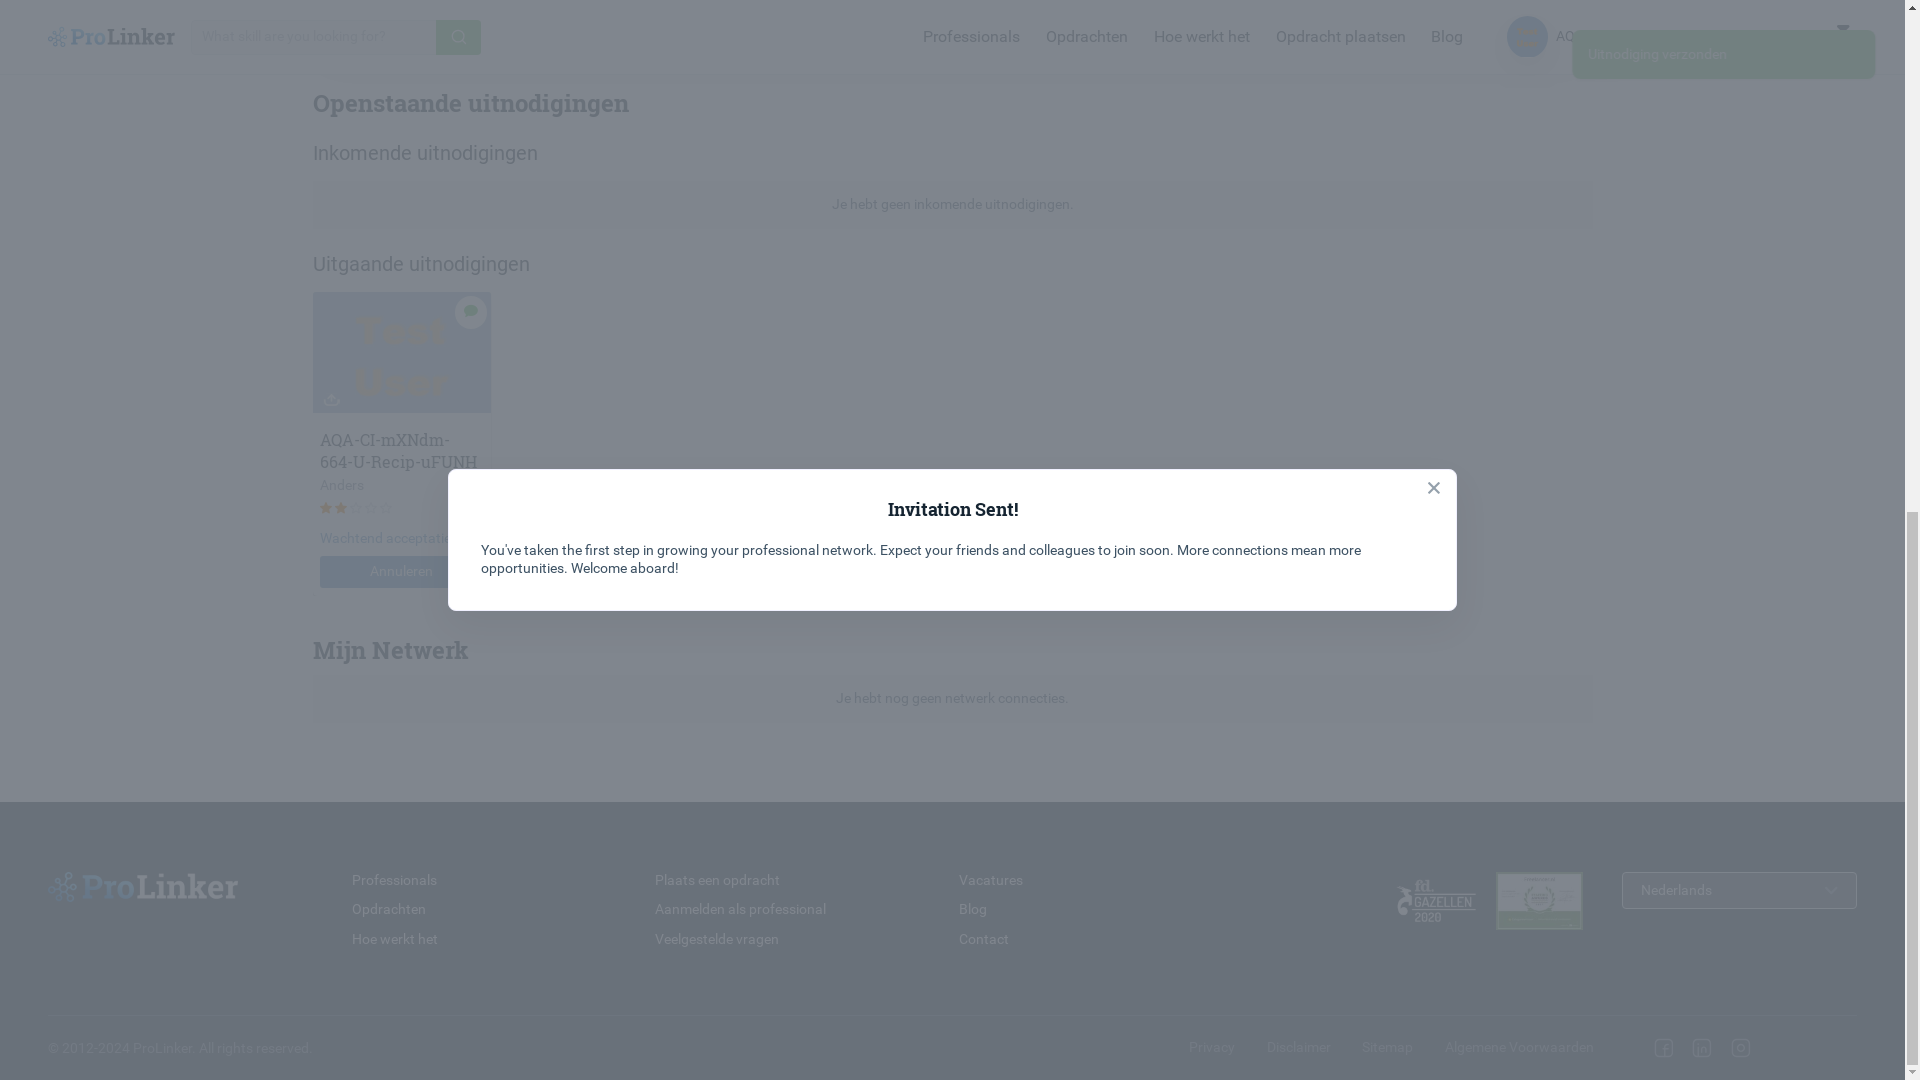 ProLinker
What skill are you looking for?
Professionals
Opdrachten
Hoe werkt het
Opdracht plaatsen
Blog
AQ
Uitnodiging verzonden
Openstaande uitnodigingen
Inkomende uitnodigingen
Je hebt geen inkomende uitnodigingen.
Uitgaande uitnodigingen
Test
User
AQA-CI-mXNdm-
664-U-Recip-uFUNH
Anders
Wachtend acceptatie
Annuleren
Invitation Sent!
You've taken the first step in growing your professional network. Expect your friends and colleagues to join soon. More connections mean more
opportunities. Welcome aboard!
Mijn Netwerk
Je hebt nog geen netwerk connecties.
ProLinker
Professionals
Opdrachten
Hoe werkt het
Plaats een opdracht
Aanmelden als professional
Veelgestelde vragen
Vacatures
Blog
Contact
fd.
GAZELLEN
2020
Nederlands
© 2012-2024 ProLinker. All rights reserved.
Privacy
Disclaimer
Sitemap
Algemene Voorwaarden